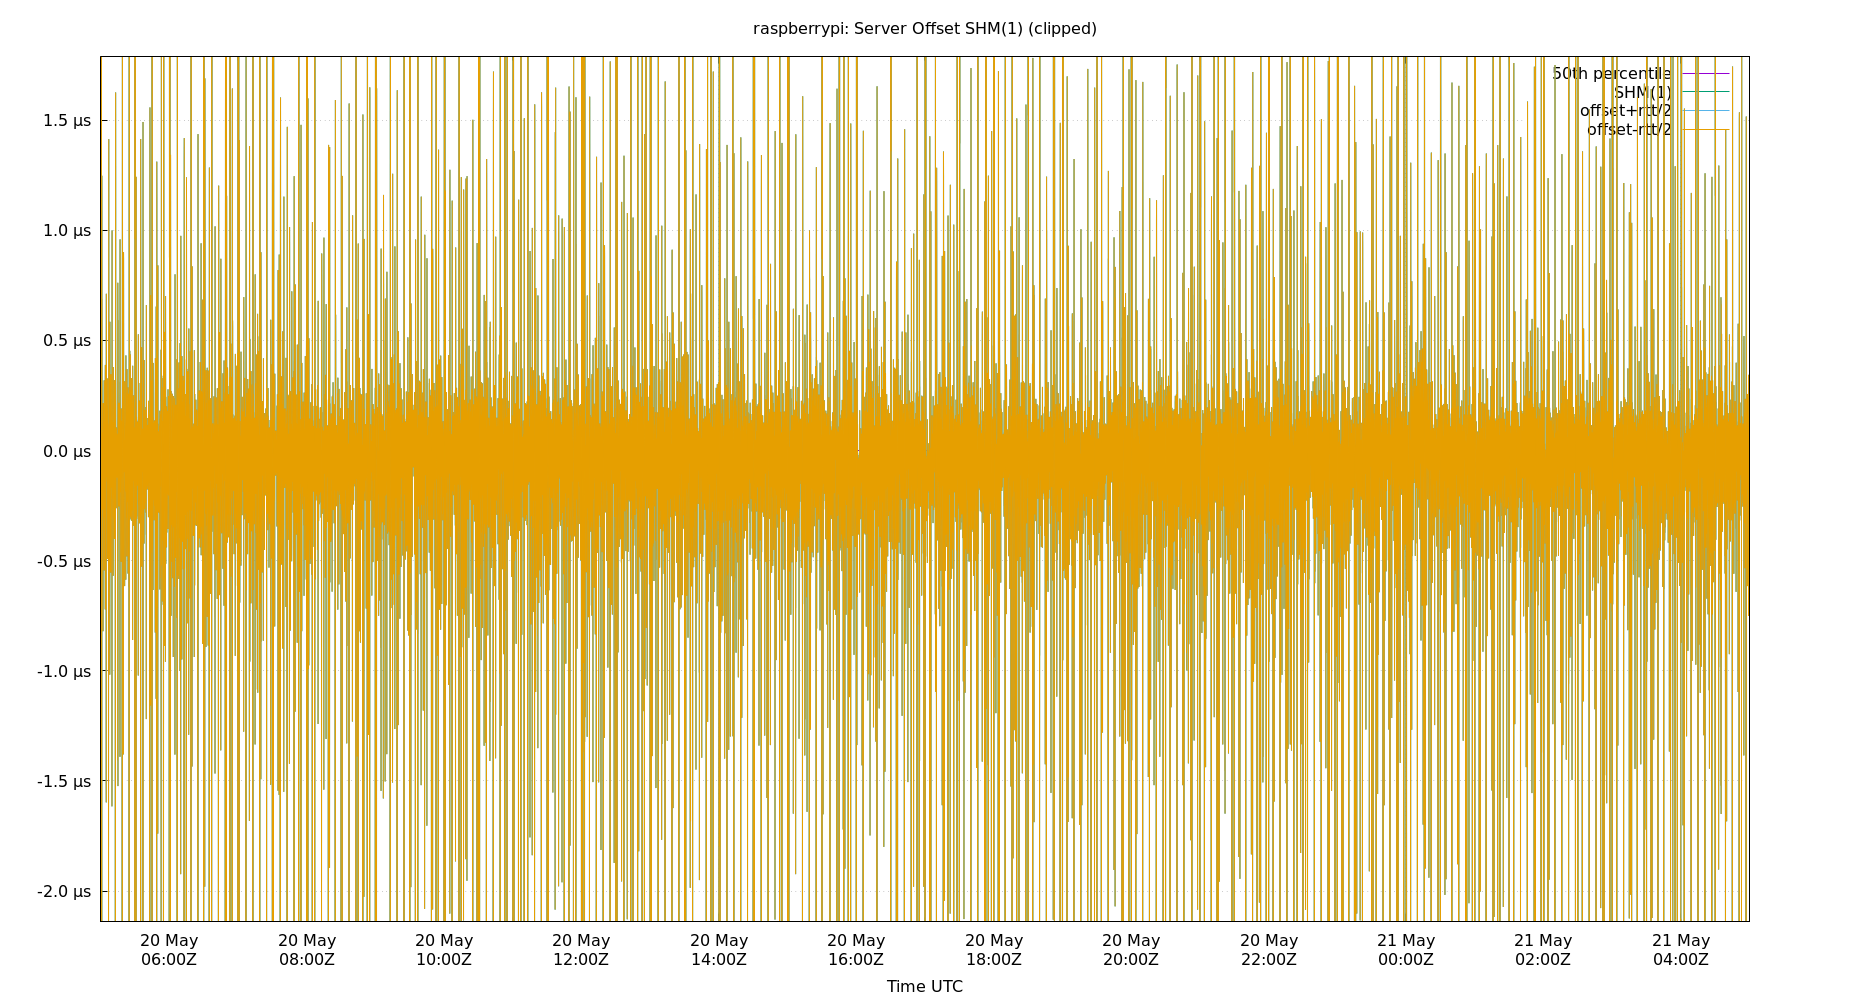 raspberrypi: Server Offset SHM(1) (clipped)
50th percentile
SHM(1)
offset+rtt/2
offset-rtt/2
1.5 µs
1.0 µs
0.5 µs
0.0 µs
-0.5 µs
-1.0 µs
-1.5 µs
-2.0 µs
20 May 20 May 20 May 20 May 20 May 20 May 20 May 20 May 20 May 21 May 21 May 21 May
06:00Z 08:00Z 10:00Z 12:00Z 14:00Z 16:00Z 18:00Z 20:00Z 22:00Z 00:00Z 02:00Z 04:00Z
Time UTC